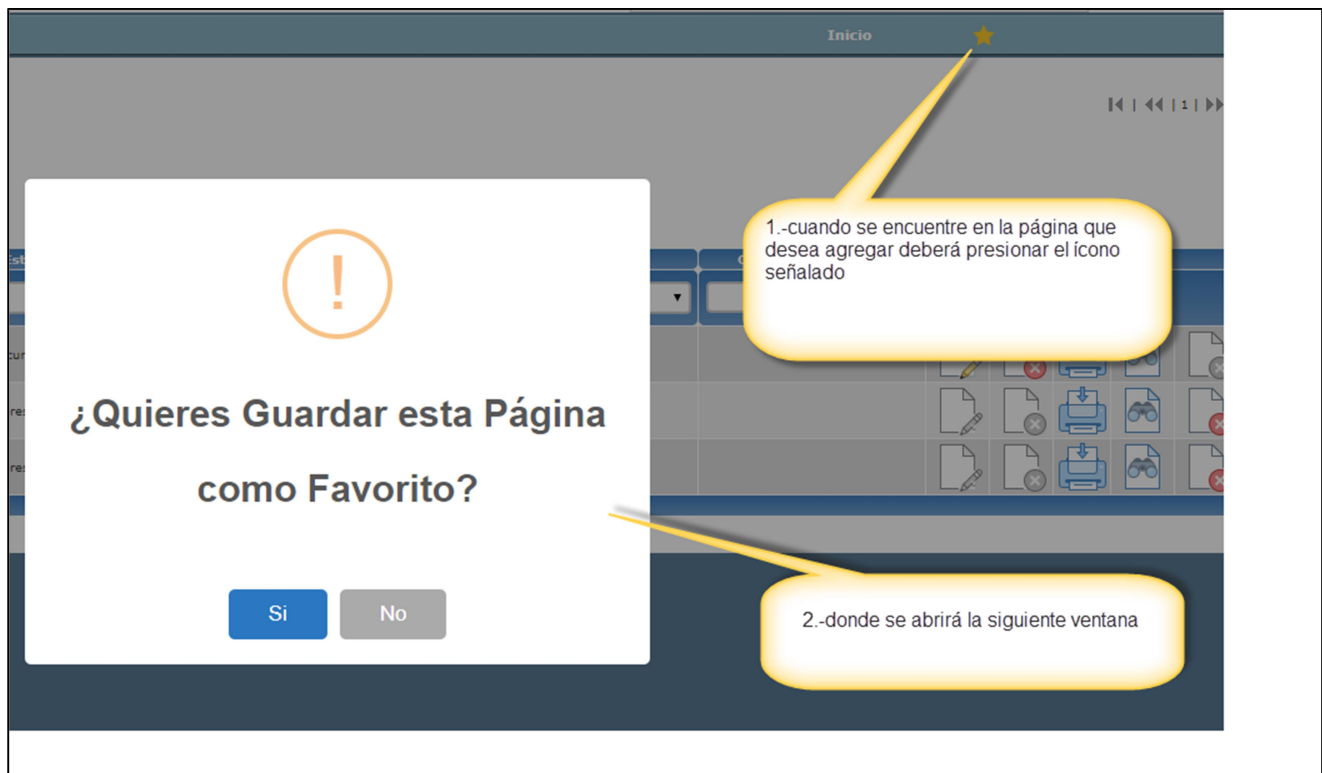 Inicio
| 1 |
1.-cuando se encuentre en la página que
desea agregar deberá presionar el ícono
señalado
¿Quieres Guardar esta Página
como Favorito?
Si
No
2.-donde se abrirá la siguiente ventana